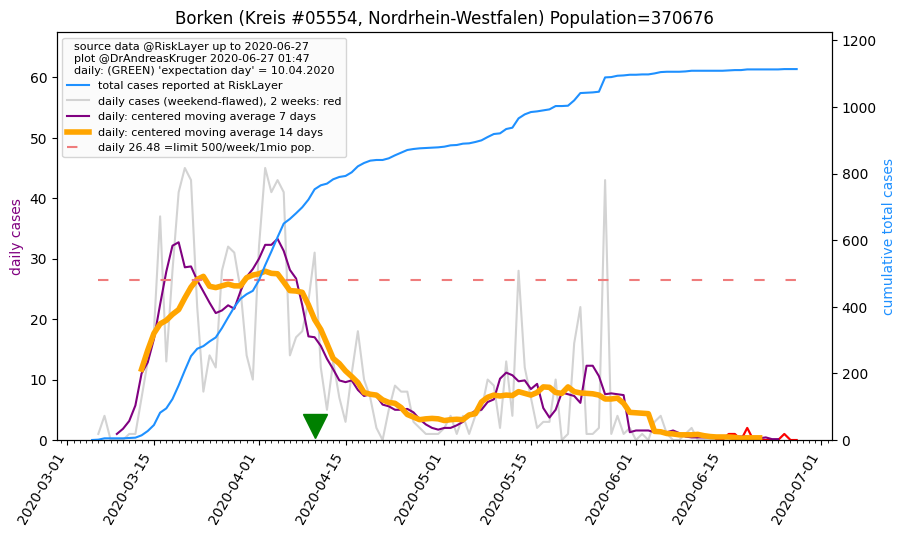 Borken (Kreis #05554, Nordrhein-Westfalen) Population=370676
source data @RiskLayer up to 2020-06-27
plot @DrAndreasKruger 2020-06-27 01:47
daily: (GREEN) 'expectation day' = 10.04.2020
total cases reported at RiskLayer
daily cases (weekend-flawed), 2 weeks: red
daily: centered moving average 7 days
daily: centered moving average 14 days
daily 26.48 =limit 500/week/1mio pop.
daily cases
60
50
40
30
20
10
0
1200
1000
800
600
400
200
0
cumulative total cases
2020-03-01
2020-03-15
2020-04-01
2020-04-15
2020-05-01
2020-05-15
2020-06-01
2020-06-15
2020-07-01